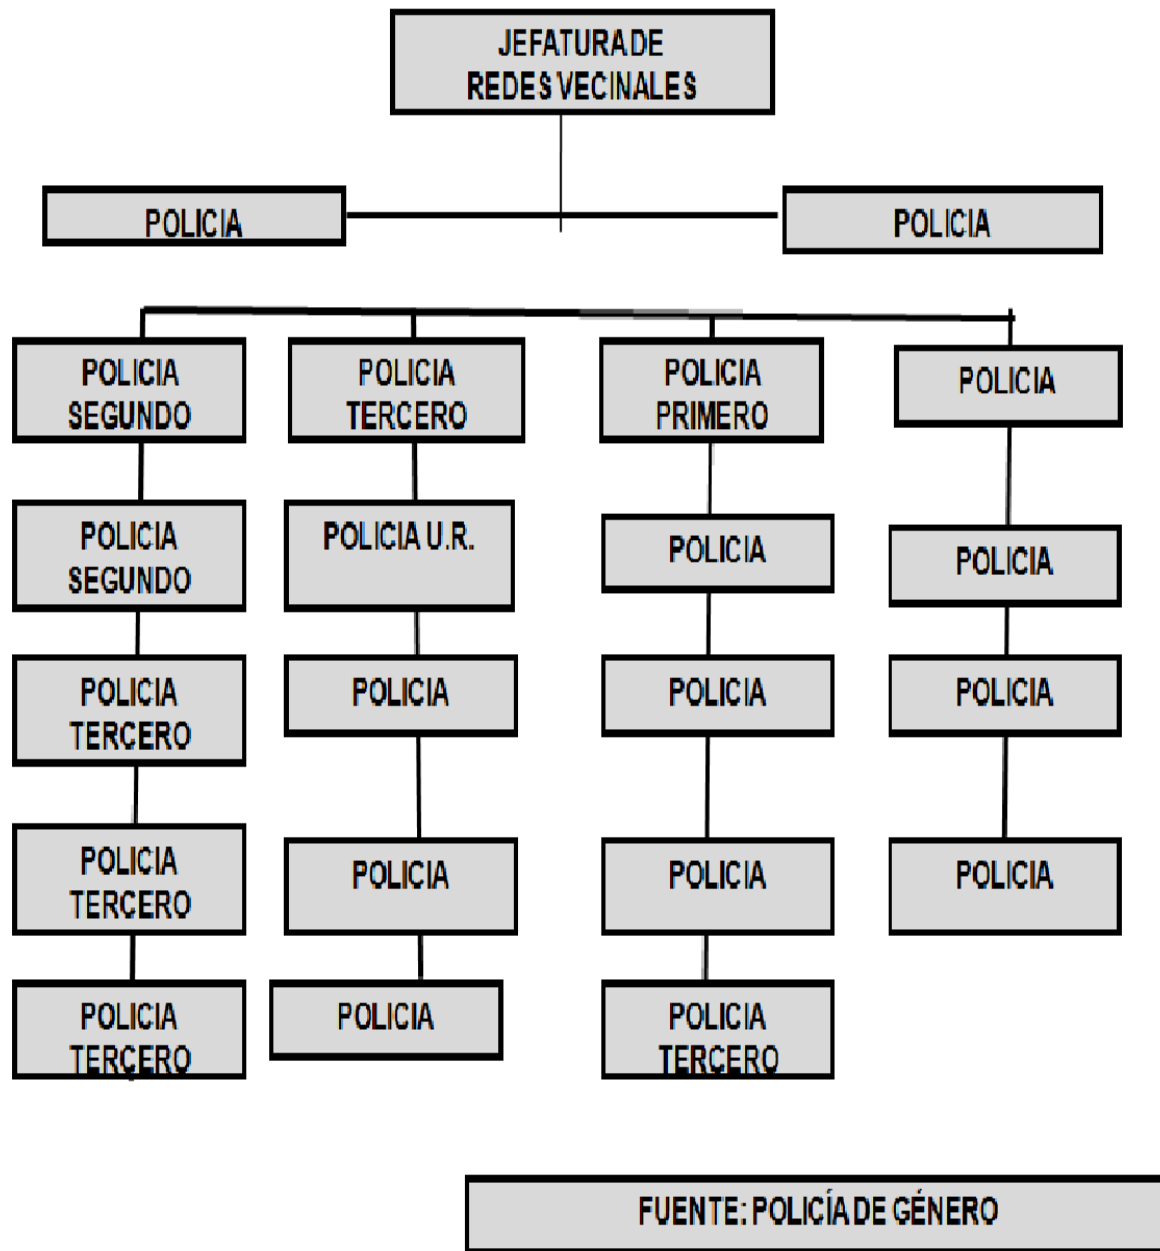 JEFATURA DE
REDES VECINALES
POLICIA
POLICIA
POLICIA
SEGUNDO
POLICIA
TERCERO
POLICIA
PRIMERO
POLICIA
POLICIA
SEGUNDO
POLICIA U.R.
POLICIA
POLICIA
POLICIA
TERCERO
POLICIA
POLICIA
POLICIA
POLICIA
TERCERO
POLICIA
POLICIA
POLICIA
POLICIA
TERCERO
POLICIA
POLICIA
TERCERO
FUENTE: POLICÍA DE GÉNERO